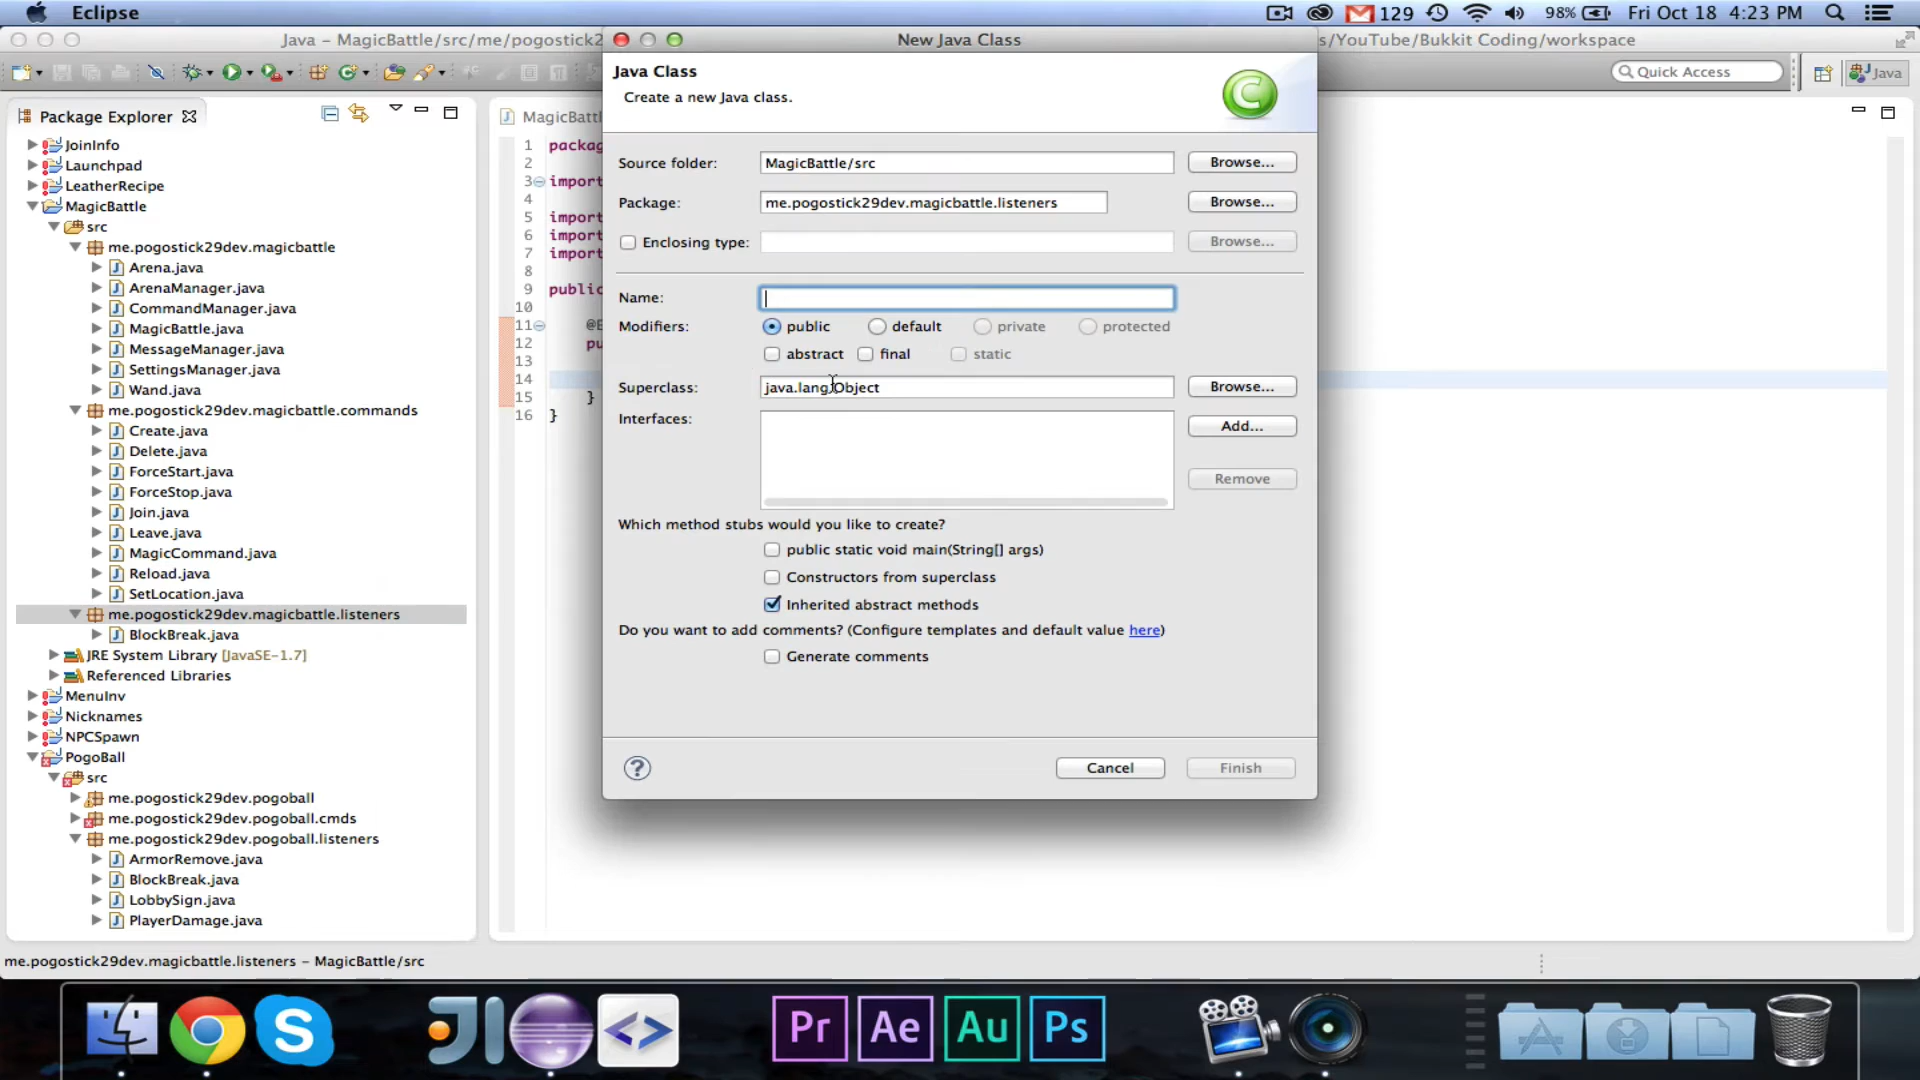 Eclipse
129
98%
Fri Oct 18 4:23 PM
Java – MagicBattle/src/me/pogostick2
New Java Class
s/YouTube/Bukkit Coding/workspace
Quick Access
Java
Package Explorer
JoinInfo
Launchpad
LeatherRecipe
MagicBattle
src
me.pogostick29dev.magicbattle
Arena.java
ArenaManager.java
CommandManager.java
MagicBattle.java
MessageManager.java
SettingsManager.java
Wand.java
me.pogostick29dev.magicbattle.commands
Create.java
Delete.java
ForceStart.java
ForceStop.java
Join.java
Leave.java
MagicCommand.java
Reload.java
SetLocation.java
me.pogostick29dev.magicbattle.listeners
BlockBreak.java
JRE System Library [JavaSE-1.7]
Referenced Libraries
MenuInv
Nicknames
NPCSpawn
PogoBall
src
me.pogostick29dev.pogoball
me.pogostick29dev.pogoball.cmds
me.pogostick29dev.pogoball.listeners
ArmorRemove.java
BlockBreak.java
LobbySign.java
PlayerDamage.java
MagicBattl
1 packag
2
3 import
4
5 import
6 import
7 import
8
9 public
10
11 @E
12 pu
13
14
15 }
16 }
Java Class
Create a new Java class.
Source folder: MagicBattle/src Browse...
Package: me.pogostick29dev.magicbattle.listeners Browse...
Enclosing type: Browse...
Name:
Modifiers: public default private protected
abstract final static
Superclass: java.lang.Object Browse...
Interfaces: Add...
Remove
Which method stubs would you like to create?
public static void main(String[] args)
Constructors from superclass
Inherited abstract methods
Do you want to add comments? (Configure templates and default value here)
Generate comments
? Cancel Finish
me.pogostick29dev.magicbattle.listeners – MagicBattle/src
Pr Ae Au Ps